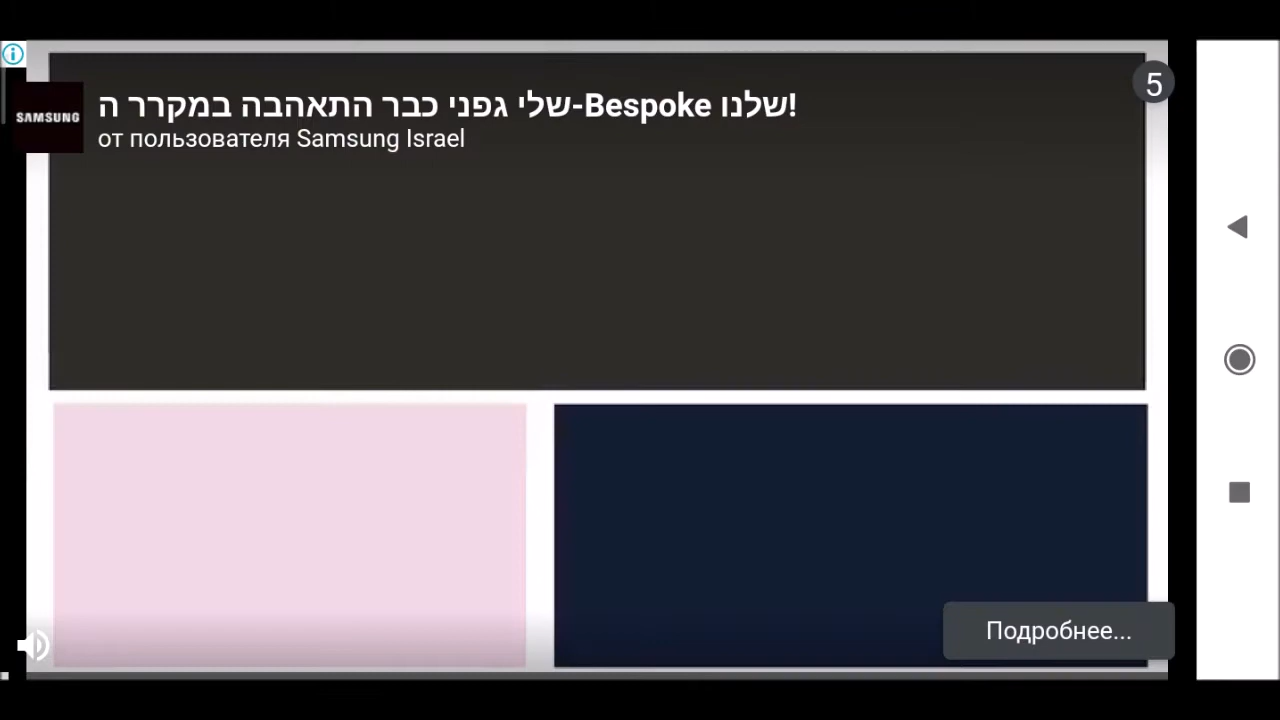 שלי גפני כבר התאהבה במקרר ה-Bespoke שלנו!
5
SAMSUNG
от пользователя Samsung Israel
Подробнее...